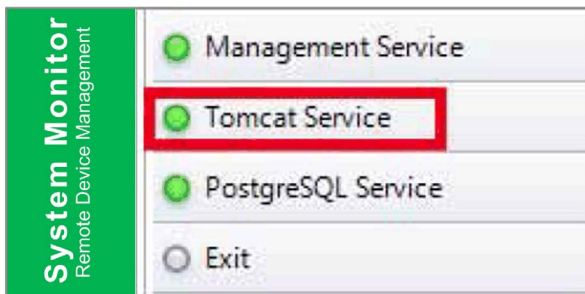 System Monitor
Remote Device Management
Management Service
Tomcat Service
PostgreSQL Service
Exit